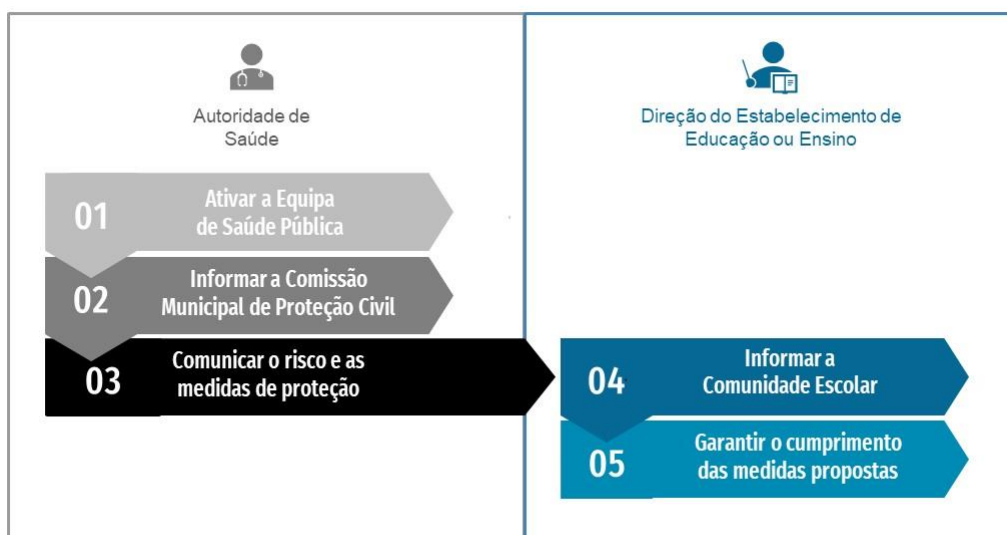 Autoridade de
Saúde
01
Ativar a Equipa
de Saúde Pública
02
Informar a Comissão
Municipal de Proteção Civil
03
Comunicar o risco e as
medidas de proteção
Direção do Estabelecimento de
Educação ou Ensino
04
Informar a
Comunidade Escolar
05
Garantir o cumprimento
das medidas propostas